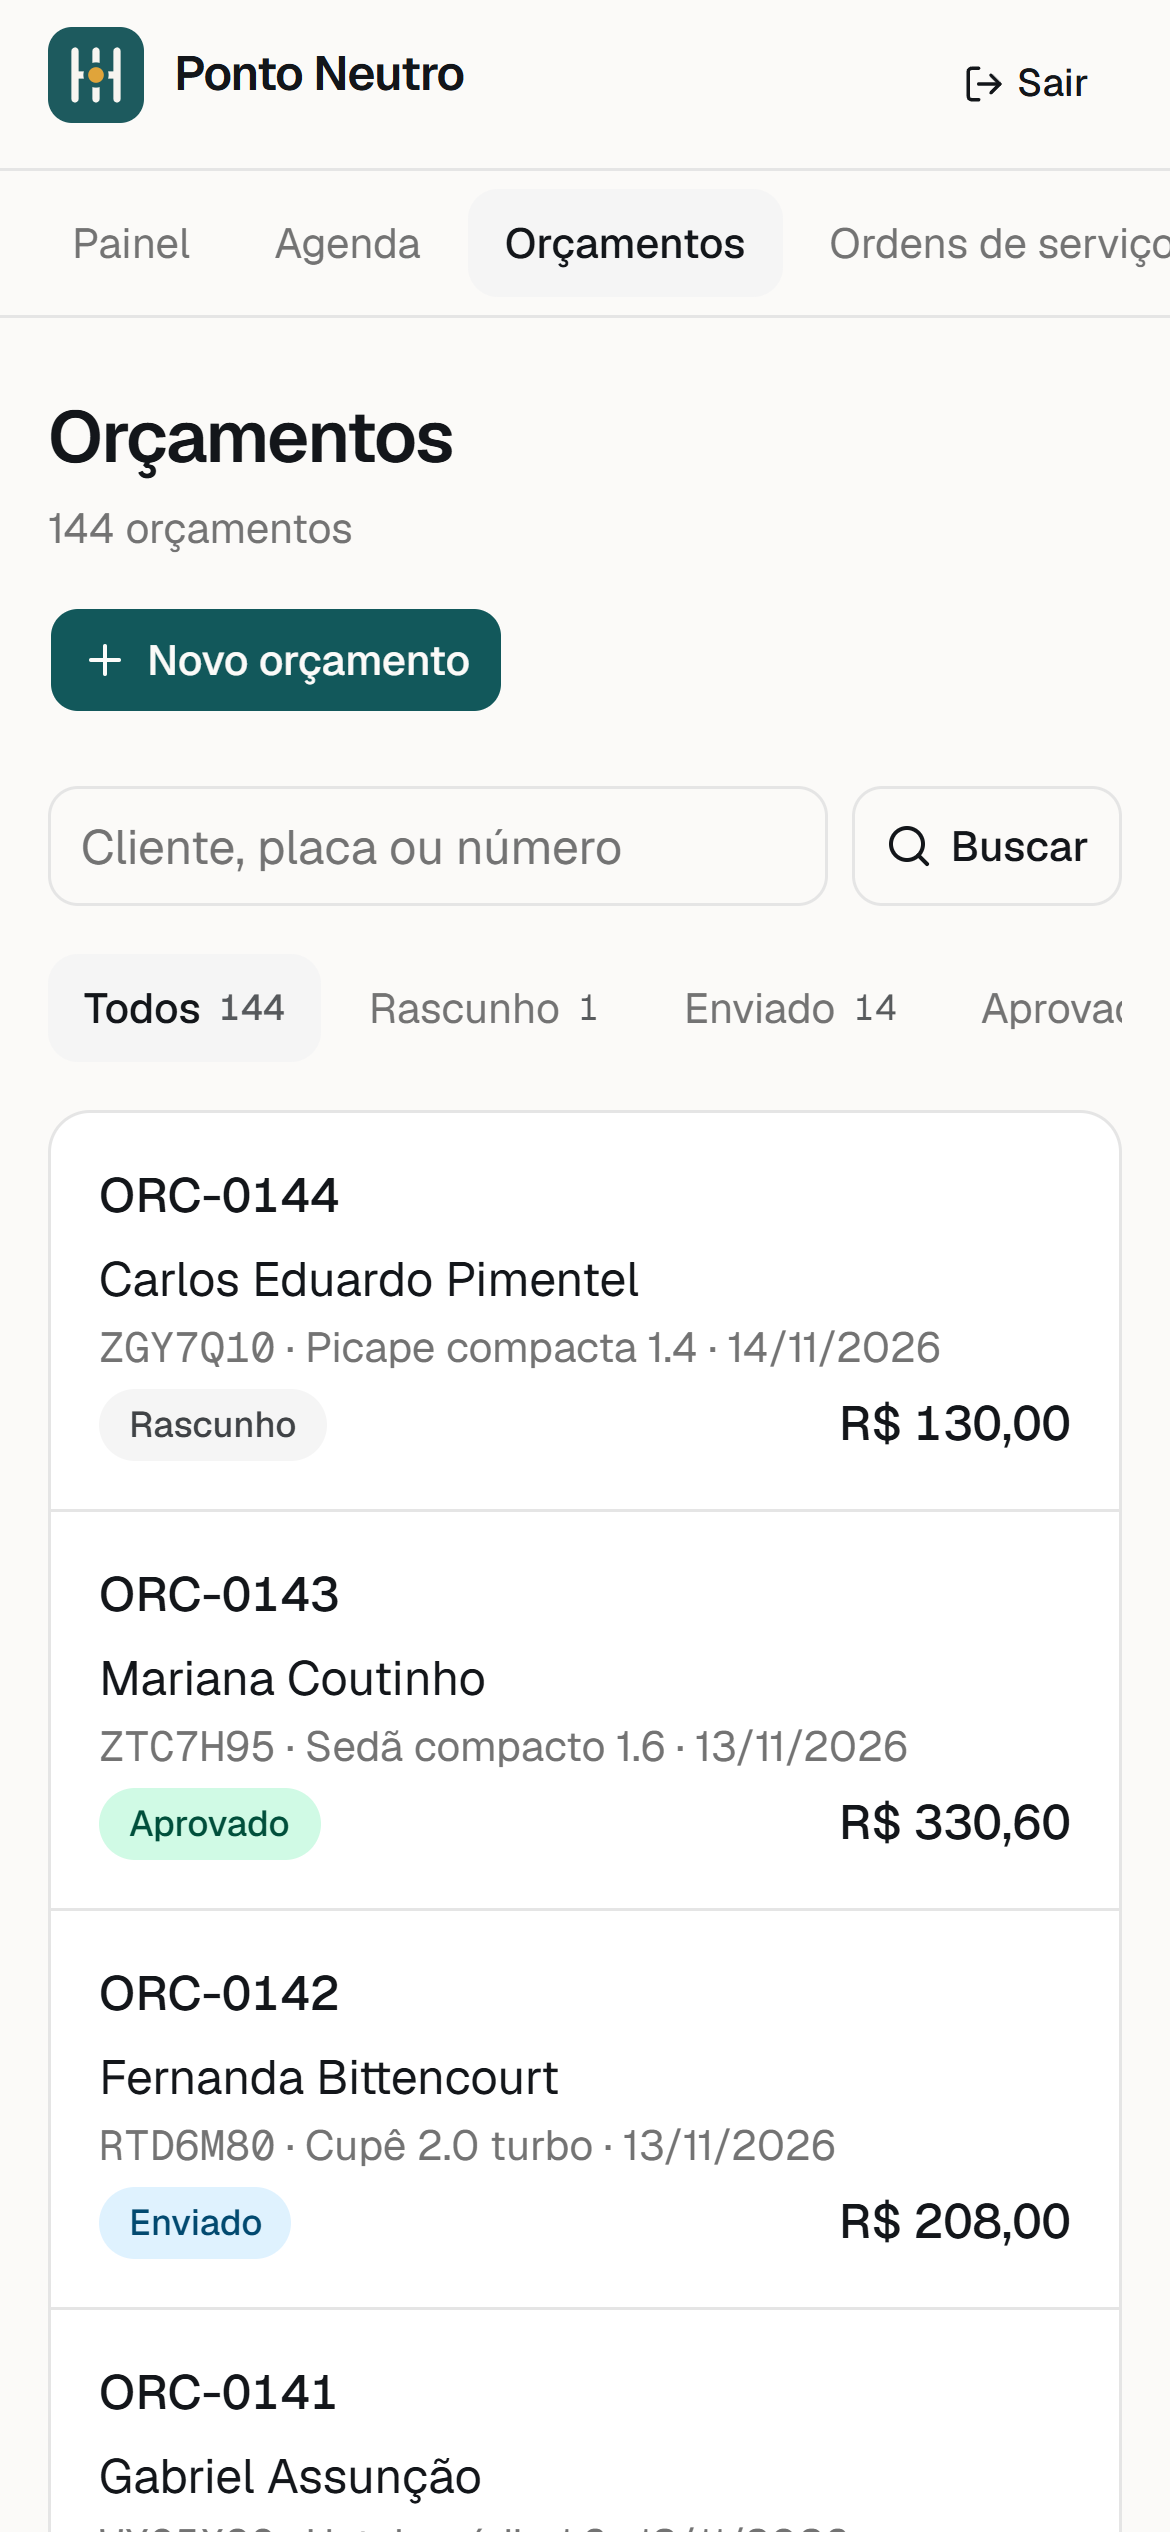 Ponto Neutro
Sair
Painel Agenda Orçamentos Ordens de serviço
Orçamentos
144 orçamentos
Novo orçamento
Cliente, placa ou número Buscar
Todos 144 Rascunho 1 Enviado 14
ORC-0144
Carlos Eduardo Pimentel
ZGY7Q10 · Picape compacta 1.4 · 14/11/2026
Rascunho R$ 130,00
ORC-0143
Mariana Coutinho
ZTC7H95 · Sedã compacto 1.6 · 13/11/2026
Aprovado R$ 330,60
ORC-0142
Fernanda Bittencourt
RTD6M80 · Cupê 2.0 turbo · 13/11/2026
Enviado R$ 208,00
ORC-0141
Gabriel Assunção